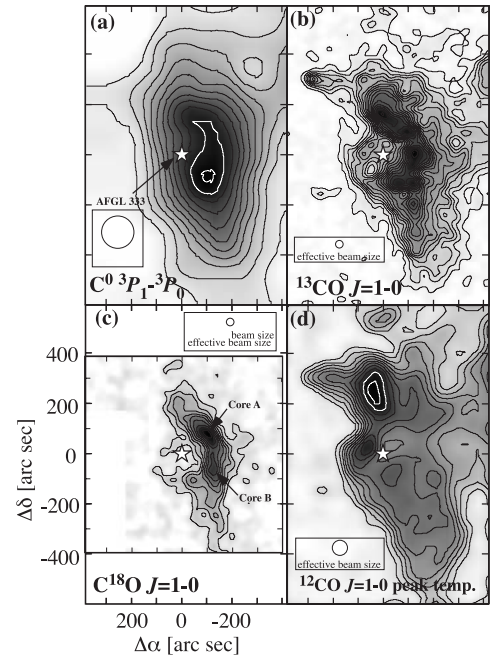 (a)
AFGL 333
C⁰ ³P₁-³P₀
(b)
effective beam size
¹³CO J=1-0
(c)
beam size
effective beam size
Core A
Core B
C¹⁸O J=1-0
(d)
effective beam size
¹²CO J=1-0 peak temp.
400
200
0
-200
-400
Δδ [arc sec]
200 0 -200
Δα [arc sec]